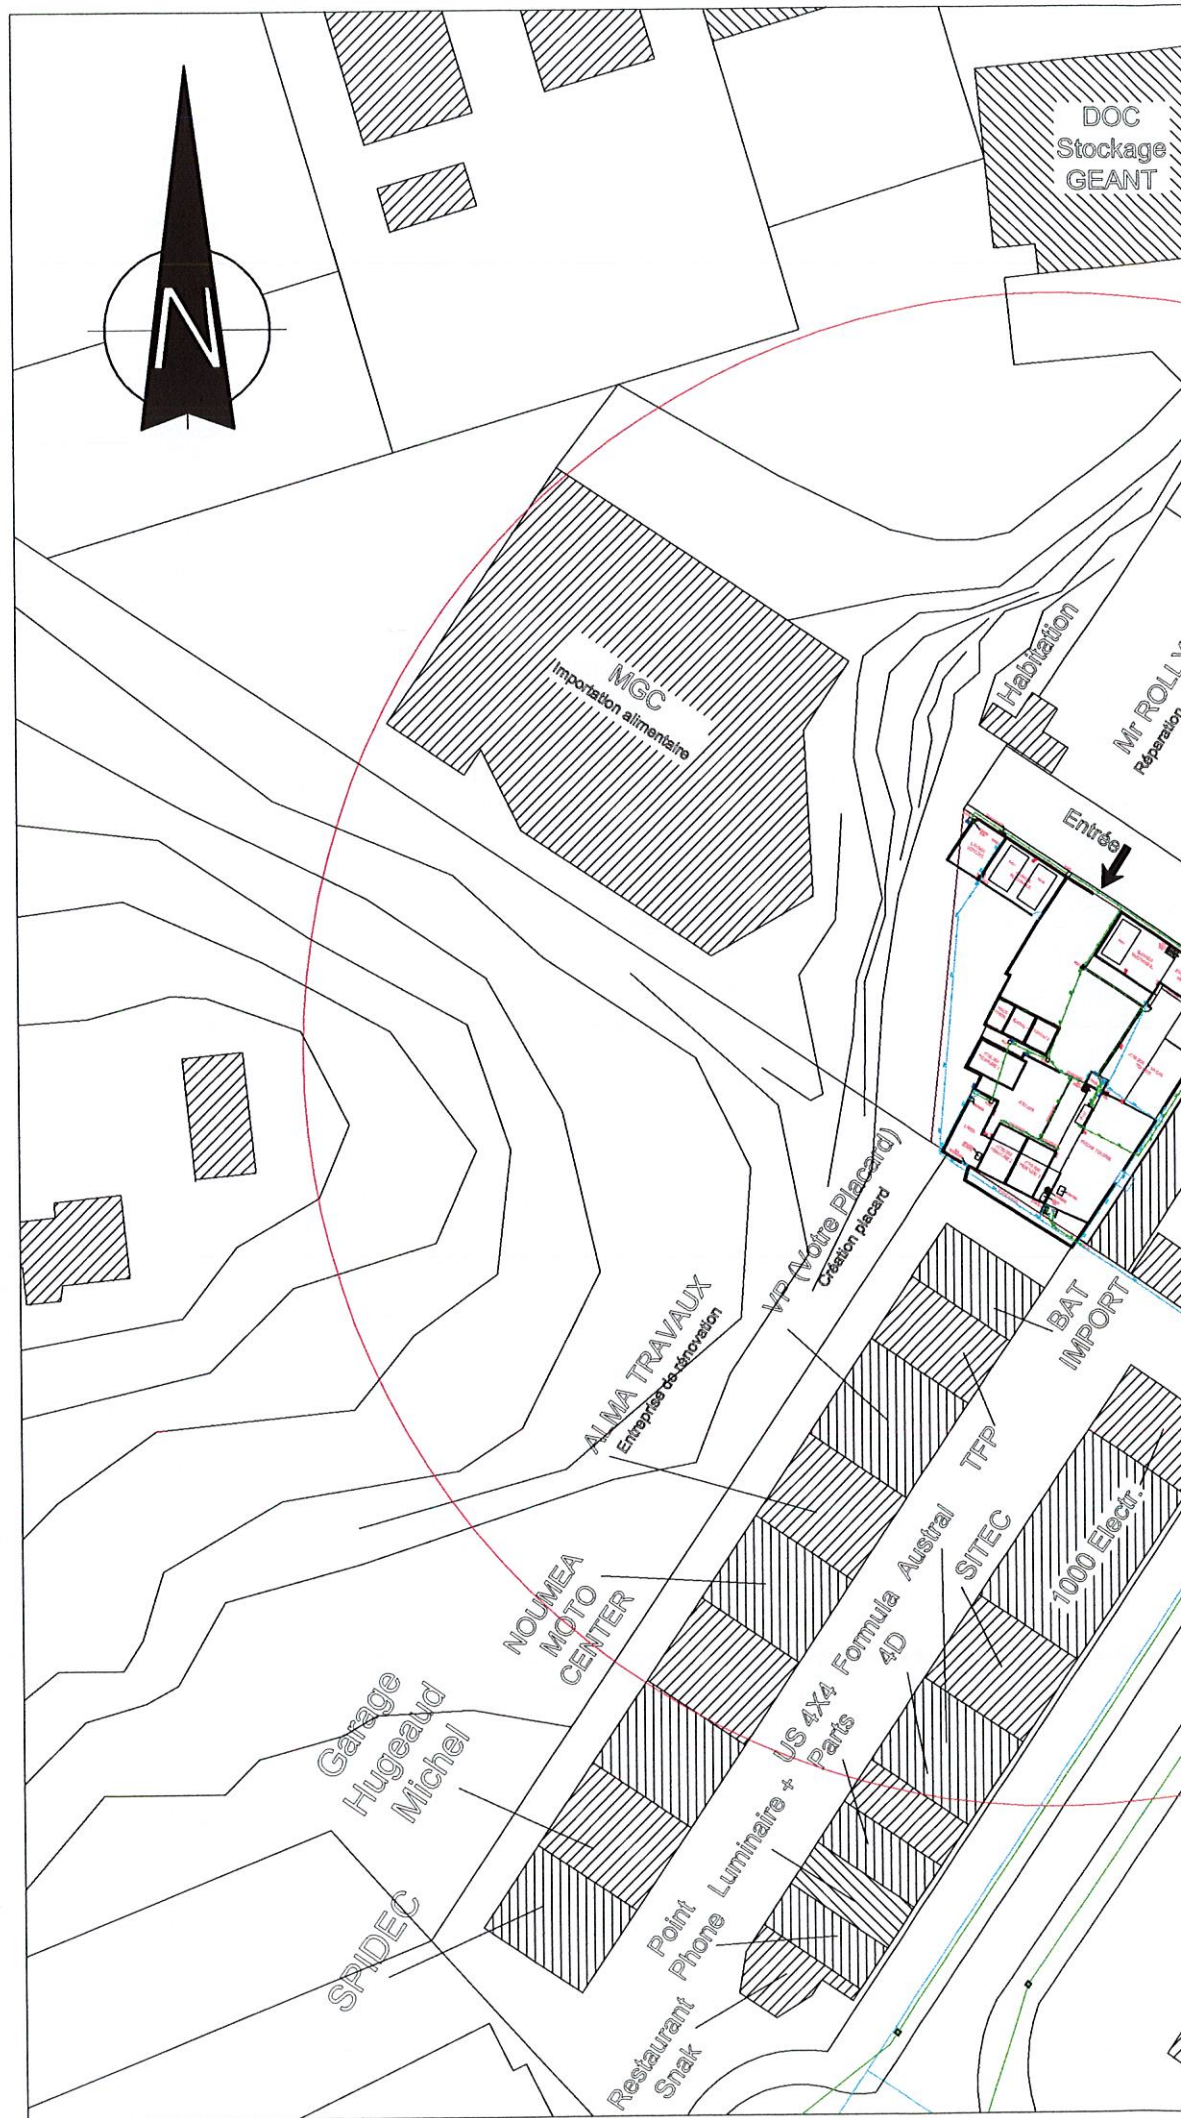 DOC
Stockage
GEANT
N
Habitation
Mr ROLLY
Réparation
MGC
Importation alimentaire
Entrée
VP (Votre Placard)
Création placard
BAT
IMPORT
ALMA TRAVAUX
Entreprise de rénovation
TFP
1000 Electr.
SITEC
Formula Austral
4D
NOUMEA
MOTO
CENTER
US 4X4
Parts
Garage
Hugeaud
Michel
Luminaire +
Point
Phone
SPIDEC
Restaurant
Snak